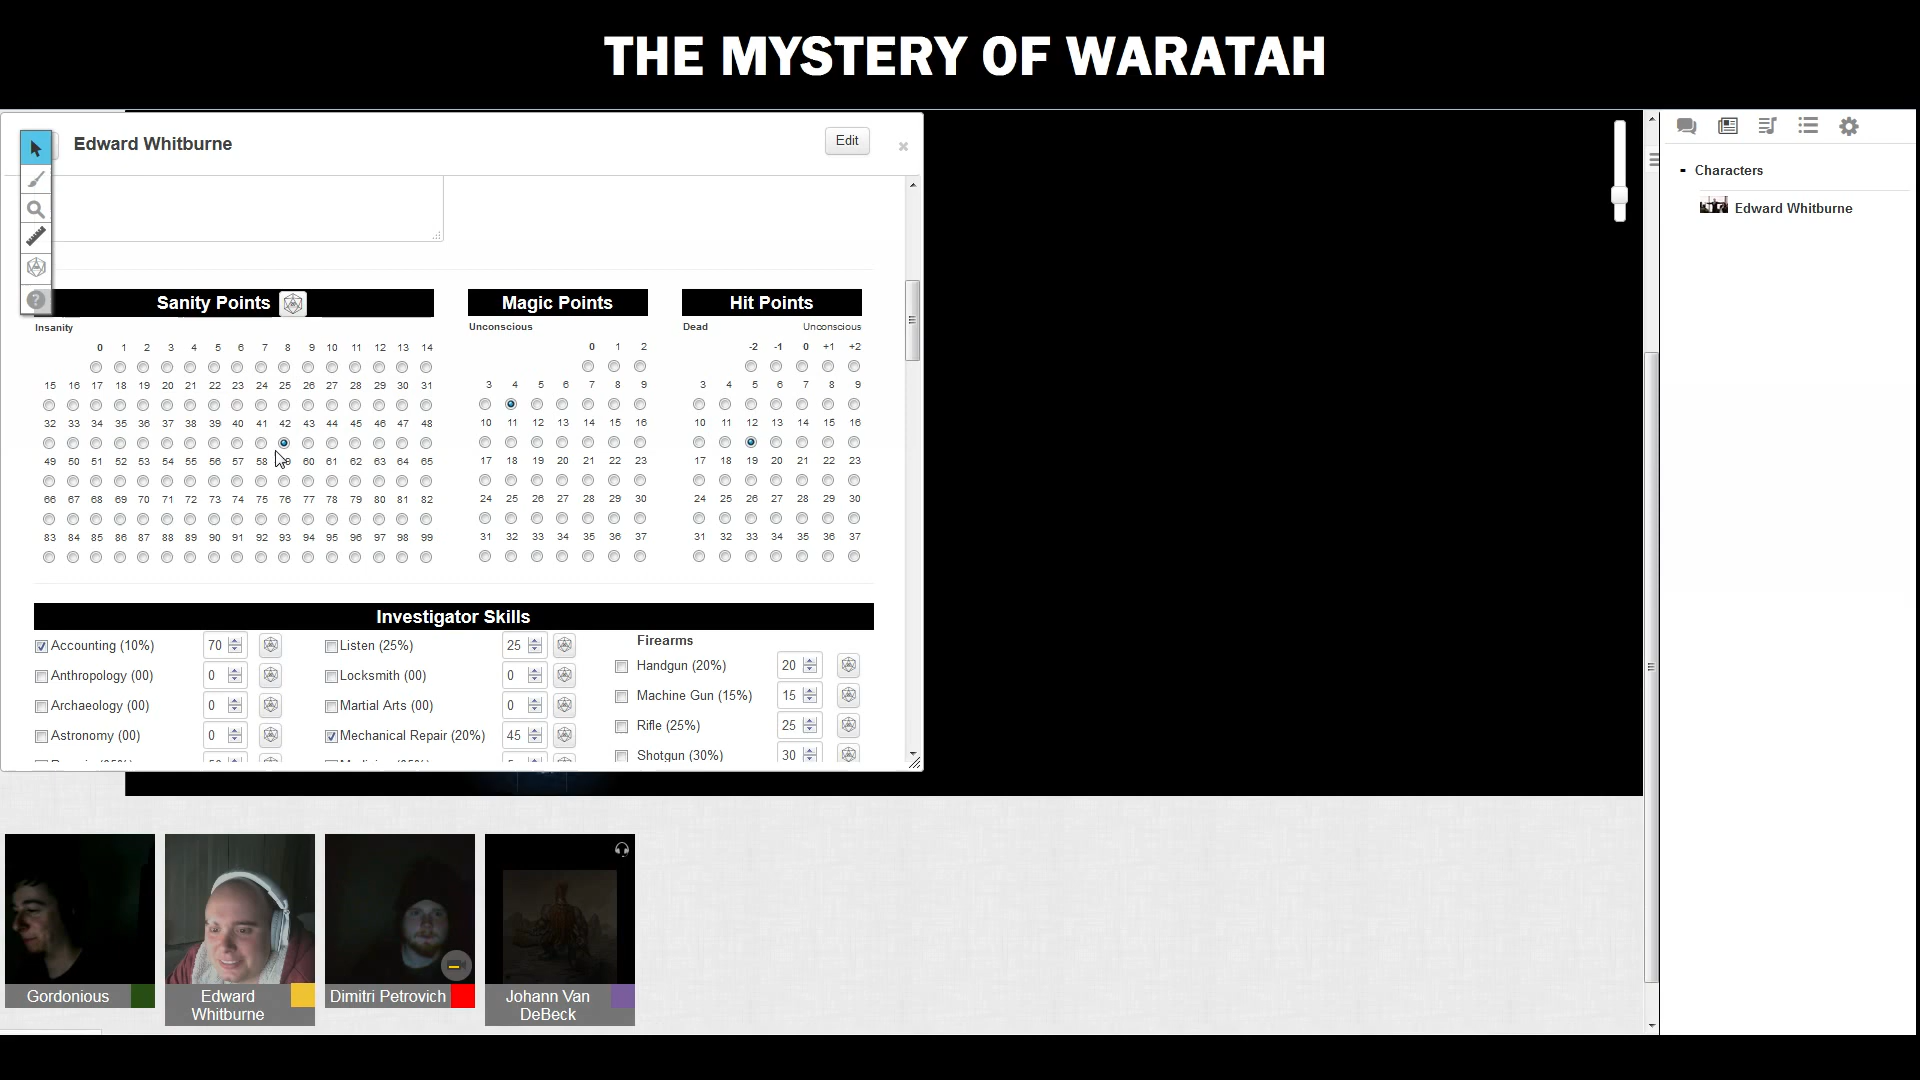 THE MYSTERY OF WARATAH
Edward Whitburne
Edit
Characters
Edward Whitburne
Sanity Points
Insanity
0 1 2 3 4 5 6 7 8 9 10 11 12 13 14
15 16 17 18 19 20 21 22 23 24 25 26 27 28 29 30 31
32 33 34 35 36 37 38 39 40 41 42 43 44 45 46 47 48
49 50 51 52 53 54 55 56 57 58 60 61 62 63 64 65
66 67 68 69 70 71 72 73 74 75 76 77 78 79 80 81 82
83 84 85 86 87 88 89 90 91 92 93 94 95 96 97 98 99
Magic Points
Unconscious
0 1 2
3 4 5 6 7 8 9
10 11 12 13 14 15 16
17 18 19 20 21 22 23
24 25 26 27 28 29 30
31 32 33 34 35 36 37
Hit Points
Dead Unconscious
-2 -1 0 +1 +2
3 4 5 6 7 8 9
10 11 12 13 14 15 16
17 18 19 20 21 22 23
24 25 26 27 28 29 30
31 32 33 34 35 36 37
Investigator Skills
Accounting (10%) 70
Anthropology (00) 0
Archaeology (00) 0
Astronomy (00) 0
Listen (25%) 25
Locksmith (00) 0
Martial Arts (00) 0
Mechanical Repair (20%) 45
Firearms
Handgun (20%) 20
Machine Gun (15%) 15
Rifle (25%) 25
Shotgun (30%) 30
Gordonious
Edward
Whitburne
Dimitri Petrovich
Johann Van
DeBeck